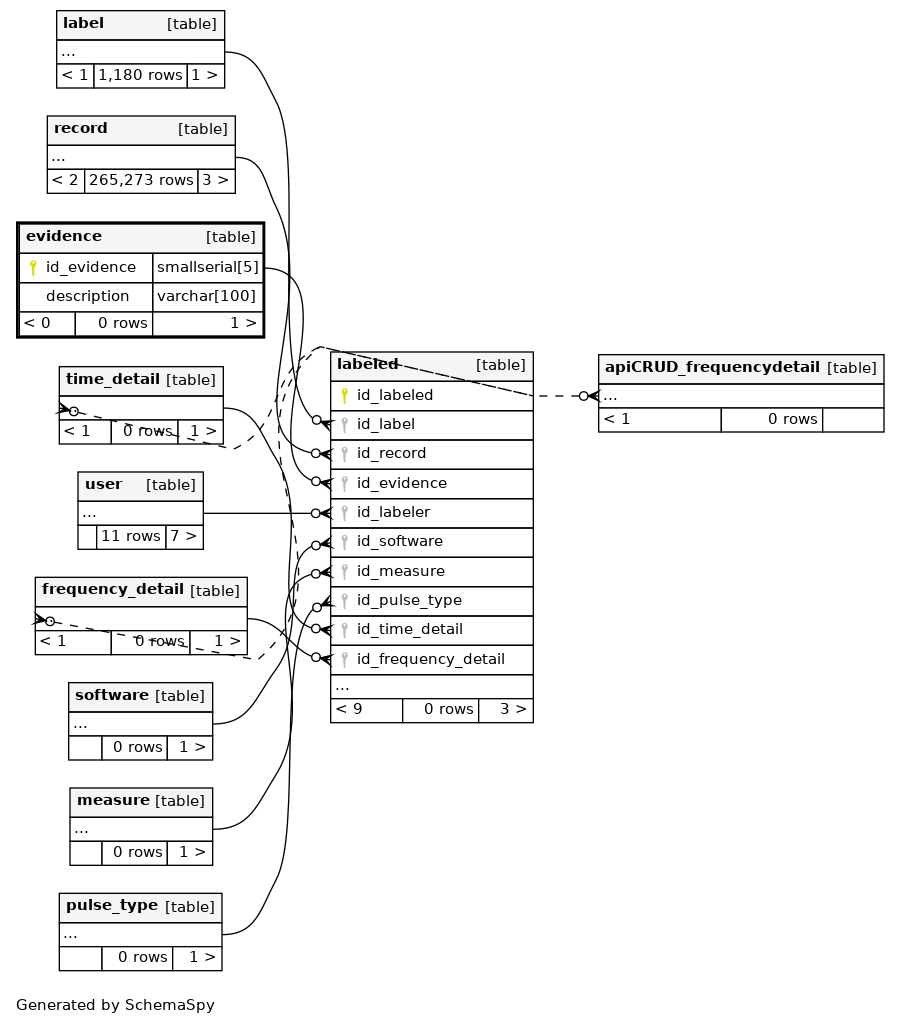 label [table]
...
< 1 1,180 rows 1 >
record [table]
...
< 2 265,273 rows 3 >
evidence [table]
id_evidence smallserial[5]
description varchar[100]
< 0 0 rows 1 >
time_detail [table]
...
< 1 0 rows 1 >
user [table]
...
11 rows 7 >
frequency_detail [table]
...
< 1 0 rows 1 >
software [table]
...
0 rows 1 >
measure [table]
...
0 rows 1 >
pulse_type [table]
...
0 rows 1 >
labeled [table]
id_labeled
id_label
id_record
id_evidence
id_labeler
id_software
id_measure
id_pulse_type
id_time_detail
id_frequency_detail
...
< 9 0 rows 3 >
apiCRUD_frequencydetail [table]
...
< 1 0 rows
Generated by SchemaSpy